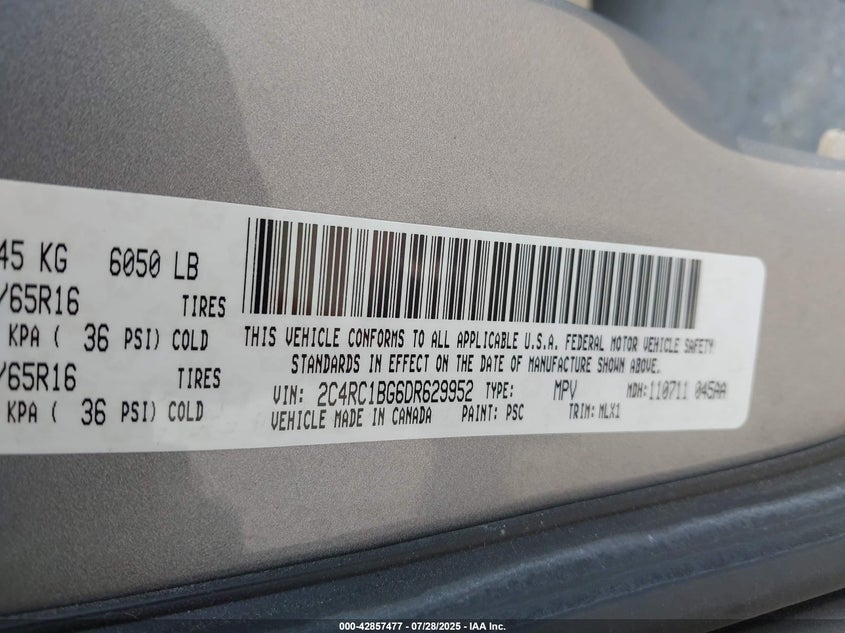 45 KG 6050 LB
/65R16 TIRES
KPA ( 36 PSI) COLD
/65R16 TIRES
KPA ( 36 PSI) COLD
THIS VEHICLE CONFORMS TO ALL APPLICABLE U.S.A. FEDERAL MOTOR VEHICLE SAFETY
STANDARDS IN EFFECT ON THE DATE OF MANUFACTURE SHOWN ABOVE.
VIN: 2C4RC1BG6DR629952 TYPE: MPV MDH:110711 045AA
VEHICLE MADE IN CANADA PAINT: PSC TRIM: MLX1
000-42857477 - 07/28/2025 - IAA Inc.